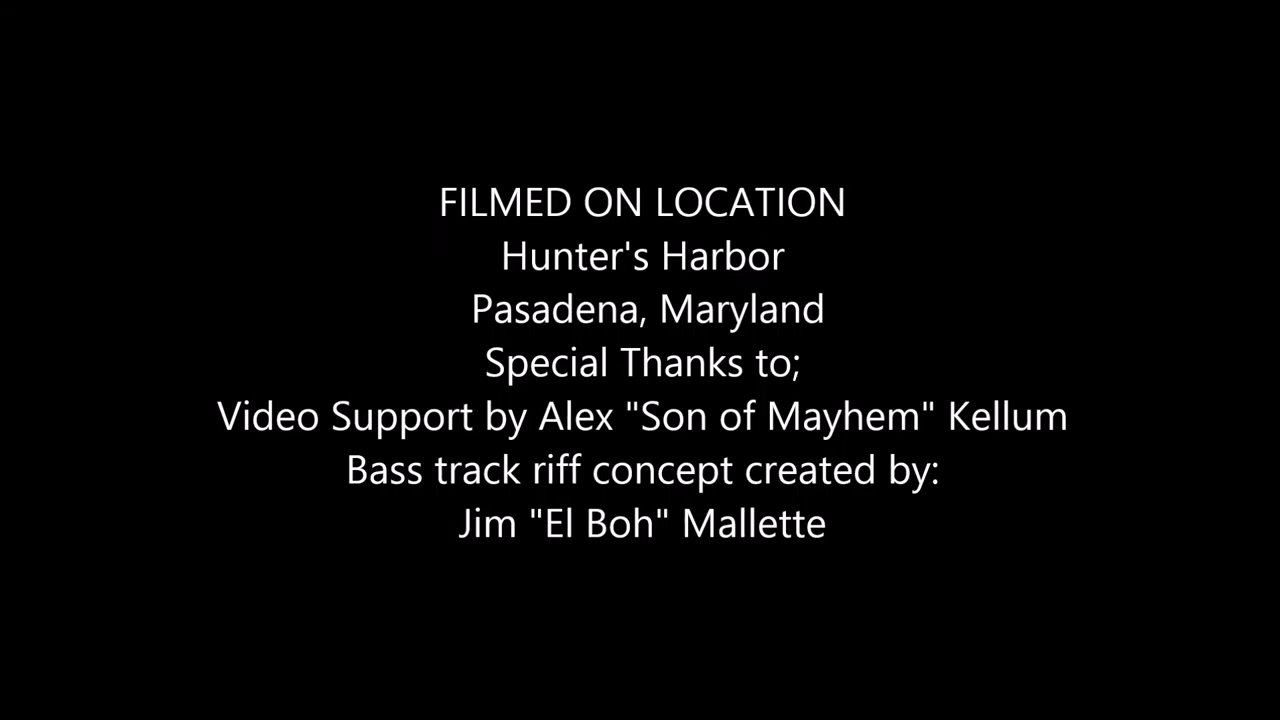 FILMED ON LOCATION
Hunter's Harbor
Pasadena, Maryland
Special Thanks to;
Video Support by Alex "Son of Mayhem" Kellum
Bass track riff concept created by:
Jim "El Boh" Mallette